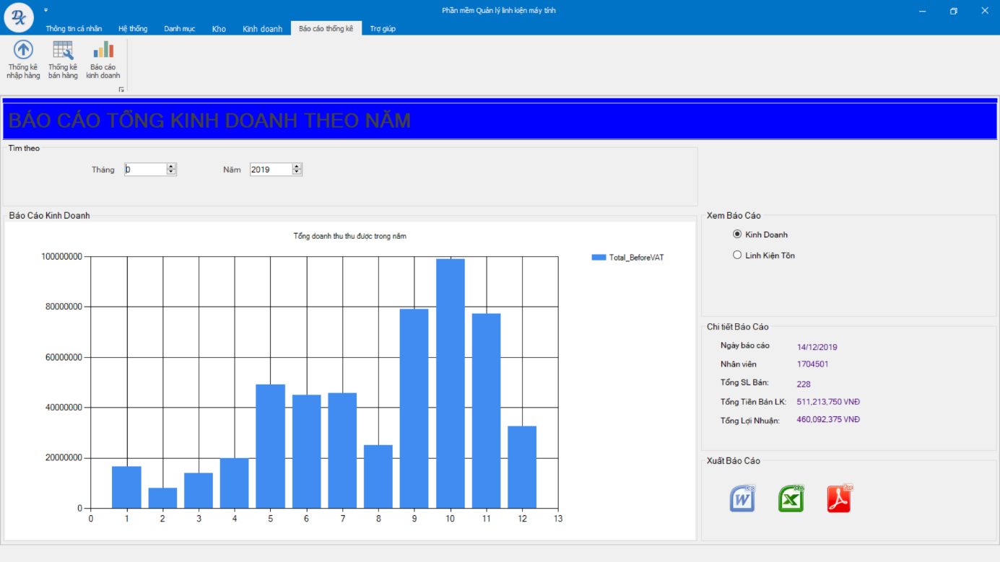 DX
Phần mềm Quản lý linh kiện máy tính
Thông tin cá nhân Hệ thống Danh mục Kho Kinh doanh Báo cáo thống kê Trợ giúp
Thống kê nhập hàng
Thống kê bán hàng
Báo cáo kinh doanh
BÁO CÁO TỔNG KINH DOANH THEO NĂM
Tìm theo
Tháng 0 Năm 2019
Báo Cáo Kinh Doanh
Tổng doanh thu thu được trong năm
Total_BeforeVAT
100000000
80000000
60000000
40000000
20000000
0
0 1 2 3 4 5 6 7 8 9 10 11 12 13
Xem Báo Cáo
Kinh Doanh
Linh Kiện Tồn
Chi tiết Báo Cáo
Ngày báo cáo 14/12/2019
Nhân viên 1704501
Tổng SL Bán: 228
Tổng Tiền Bán LK: 511,213,750 VNĐ
Tổng Lợi Nhuận: 460,092,375 VNĐ
Xuất Báo Cáo
W X